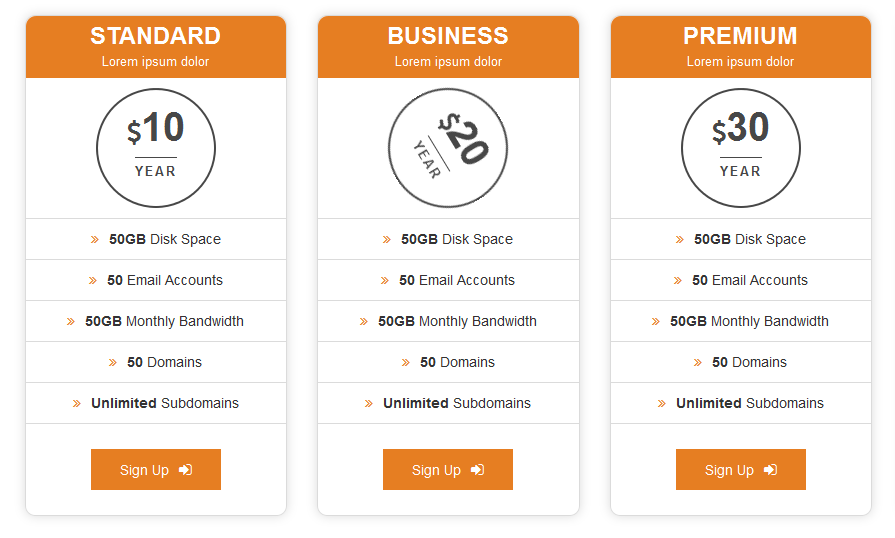 STANDARD
Lorem ipsum dolor
$10
YEAR
50GB Disk Space
50 Email Accounts
50GB Monthly Bandwidth
50 Domains
Unlimited Subdomains
Sign Up
BUSINESS
Lorem ipsum dolor
$20
YEAR
50GB Disk Space
50 Email Accounts
50GB Monthly Bandwidth
50 Domains
Unlimited Subdomains
Sign Up
PREMIUM
Lorem ipsum dolor
$30
YEAR
50GB Disk Space
50 Email Accounts
50GB Monthly Bandwidth
50 Domains
Unlimited Subdomains
Sign Up